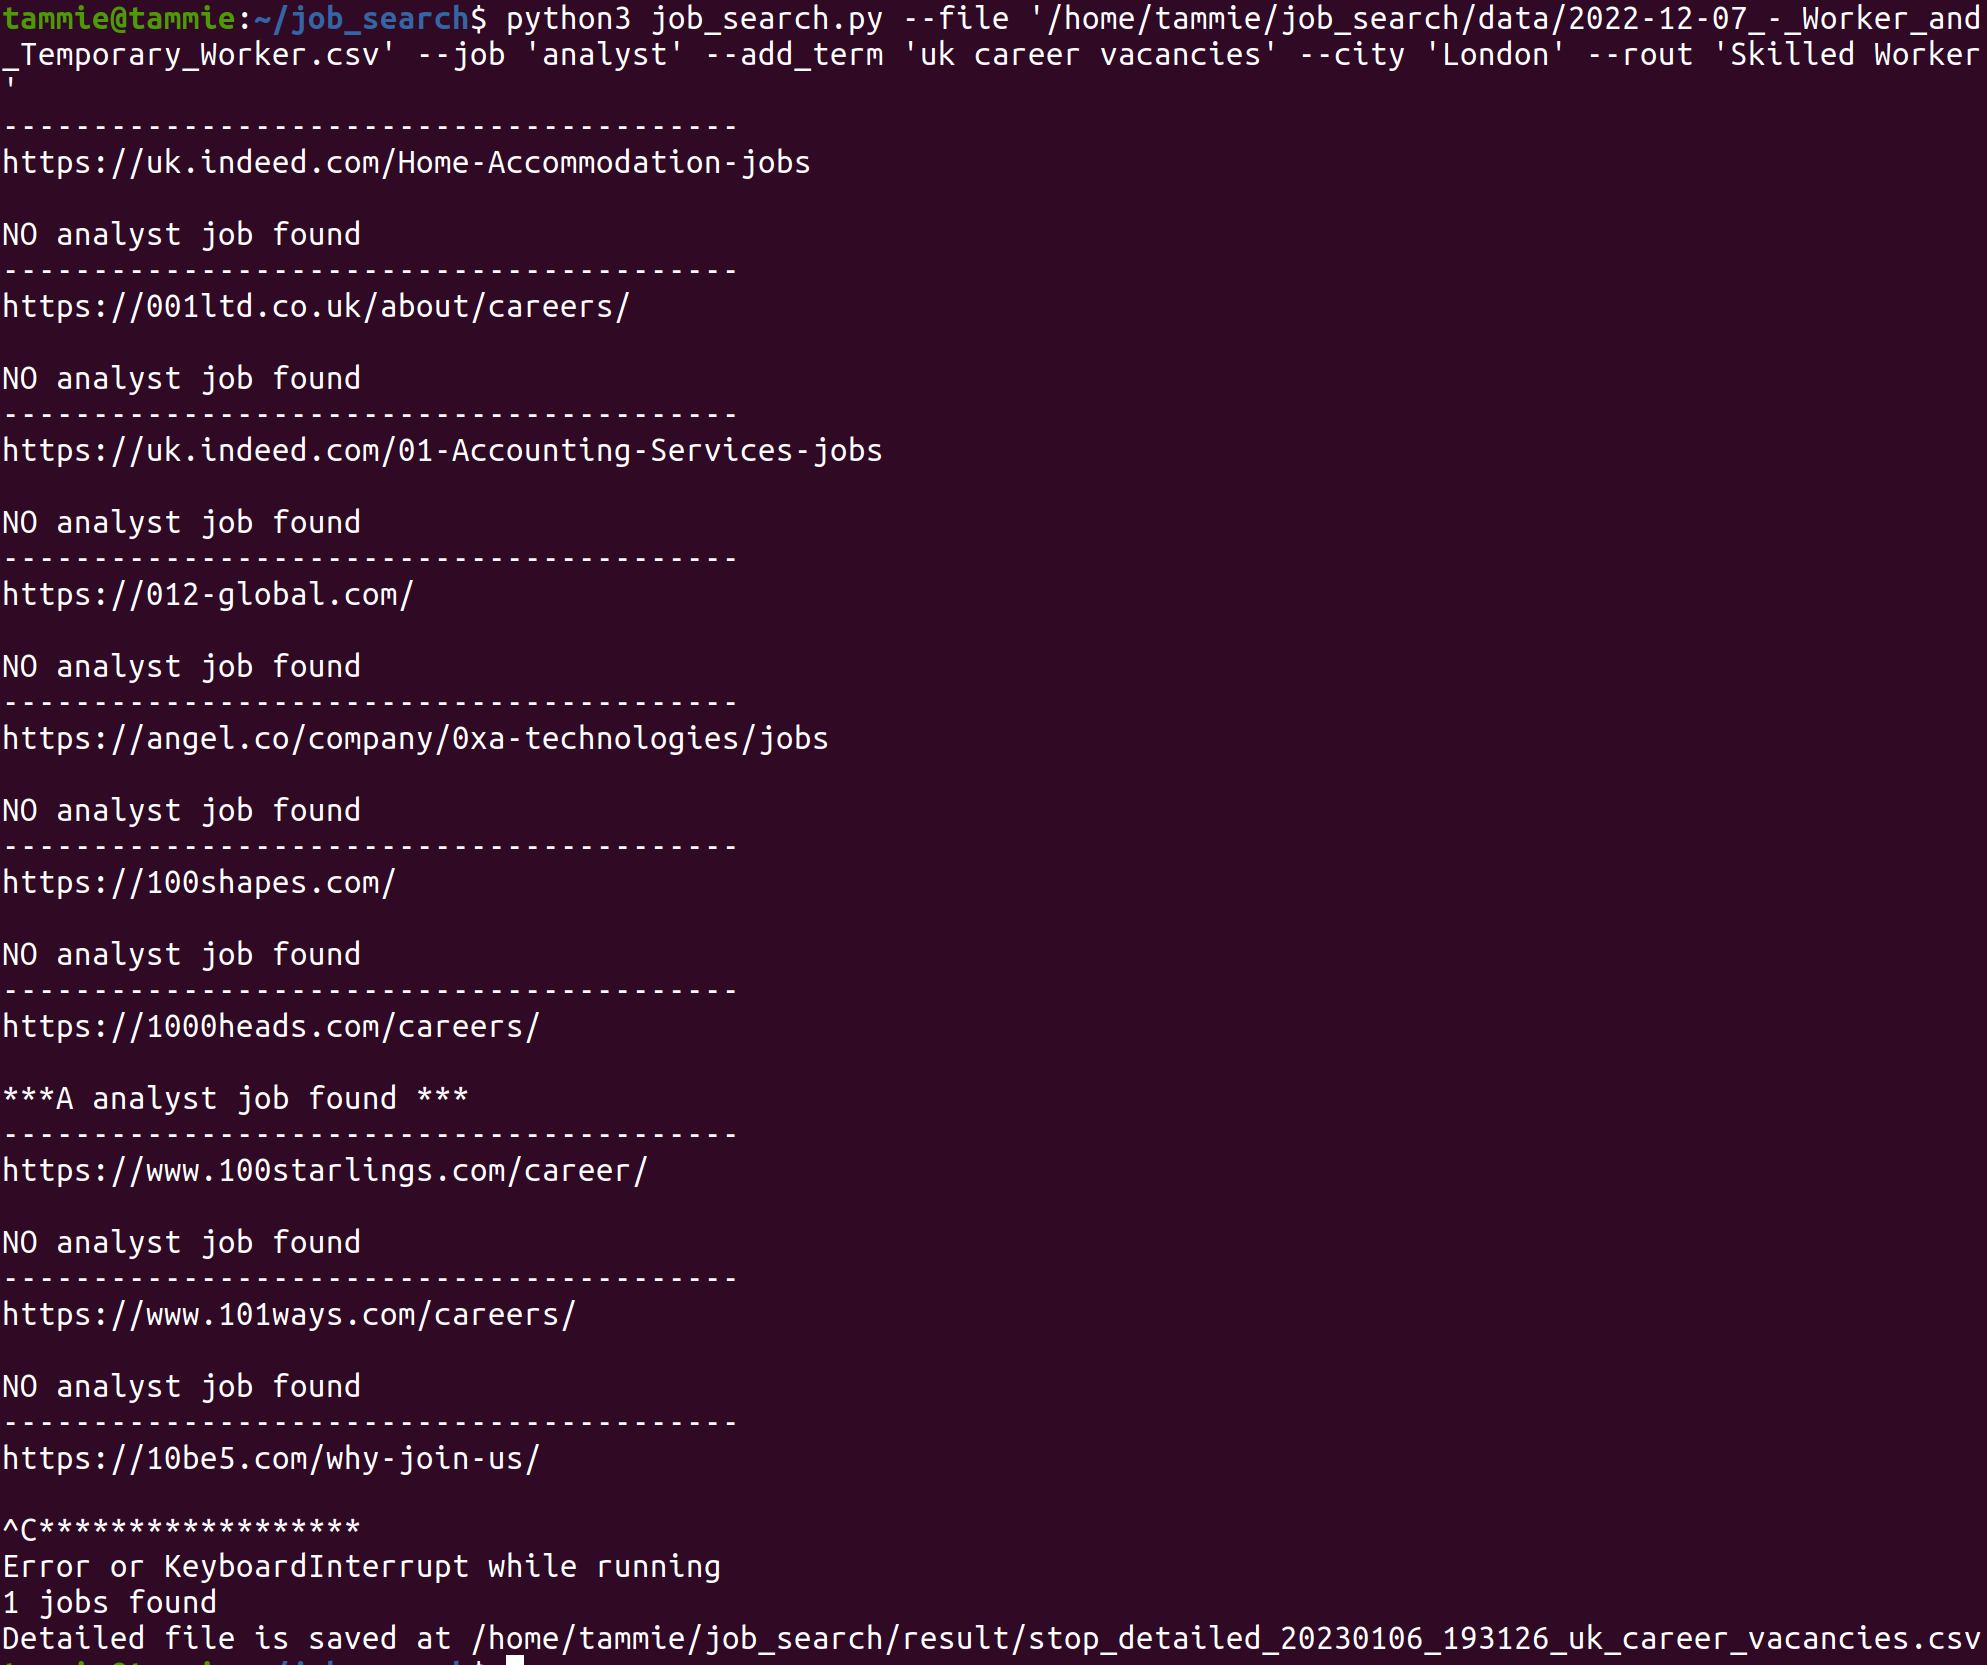 tammie@tammie:~/job_search$ python3 job_search.py --file '/home/tammie/job_search/data/2022-12-07_-_Worker_and
_Temporary_Worker.csv' --job 'analyst' --add_term 'uk career vacancies' --city 'London' --rout 'Skilled Worker
'
-----------------------------------------
https://uk.indeed.com/Home-Accommodation-jobs
NO analyst job found
-----------------------------------------
https://001ltd.co.uk/about/careers/
NO analyst job found
-----------------------------------------
https://uk.indeed.com/01-Accounting-Services-jobs
NO analyst job found
-----------------------------------------
https://012-global.com/
NO analyst job found
-----------------------------------------
https://angel.co/company/0xa-technologies/jobs
NO analyst job found
-----------------------------------------
https://100shapes.com/
NO analyst job found
-----------------------------------------
https://1000heads.com/careers/
***A analyst job found ***
-----------------------------------------
https://www.100starlings.com/career/
NO analyst job found
-----------------------------------------
https://www.101ways.com/careers/
NO analyst job found
-----------------------------------------
https://10be5.com/why-join-us/
^C******************
Error or KeyboardInterrupt while running
1 jobs found
Detailed file is saved at /home/tammie/job_search/result/stop_detailed_20230106_193126_uk_career_vacancies.csv